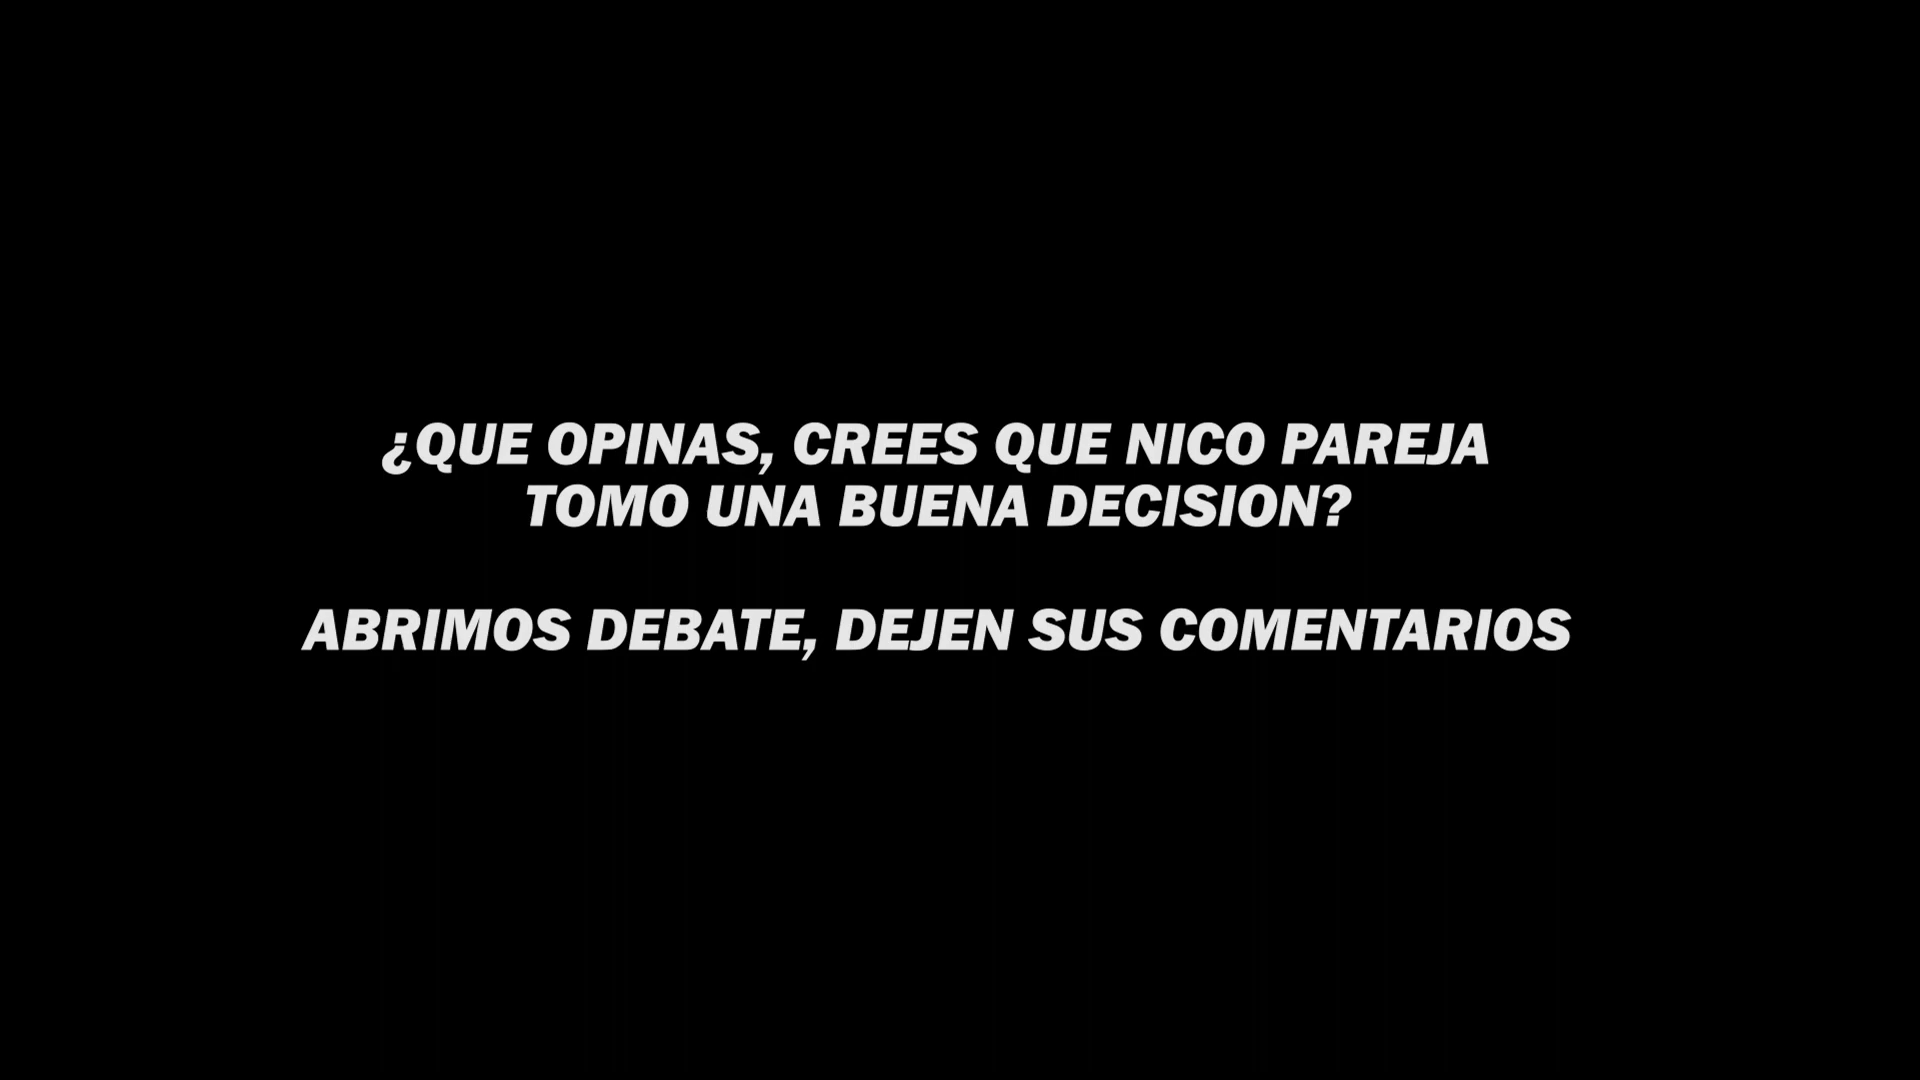 ¿QUE OPINAS, CREES QUE NICO PAREJA
TOMO UNA BUENA DECISION?
ABRIMOS DEBATE, DEJEN SUS COMENTARIOS